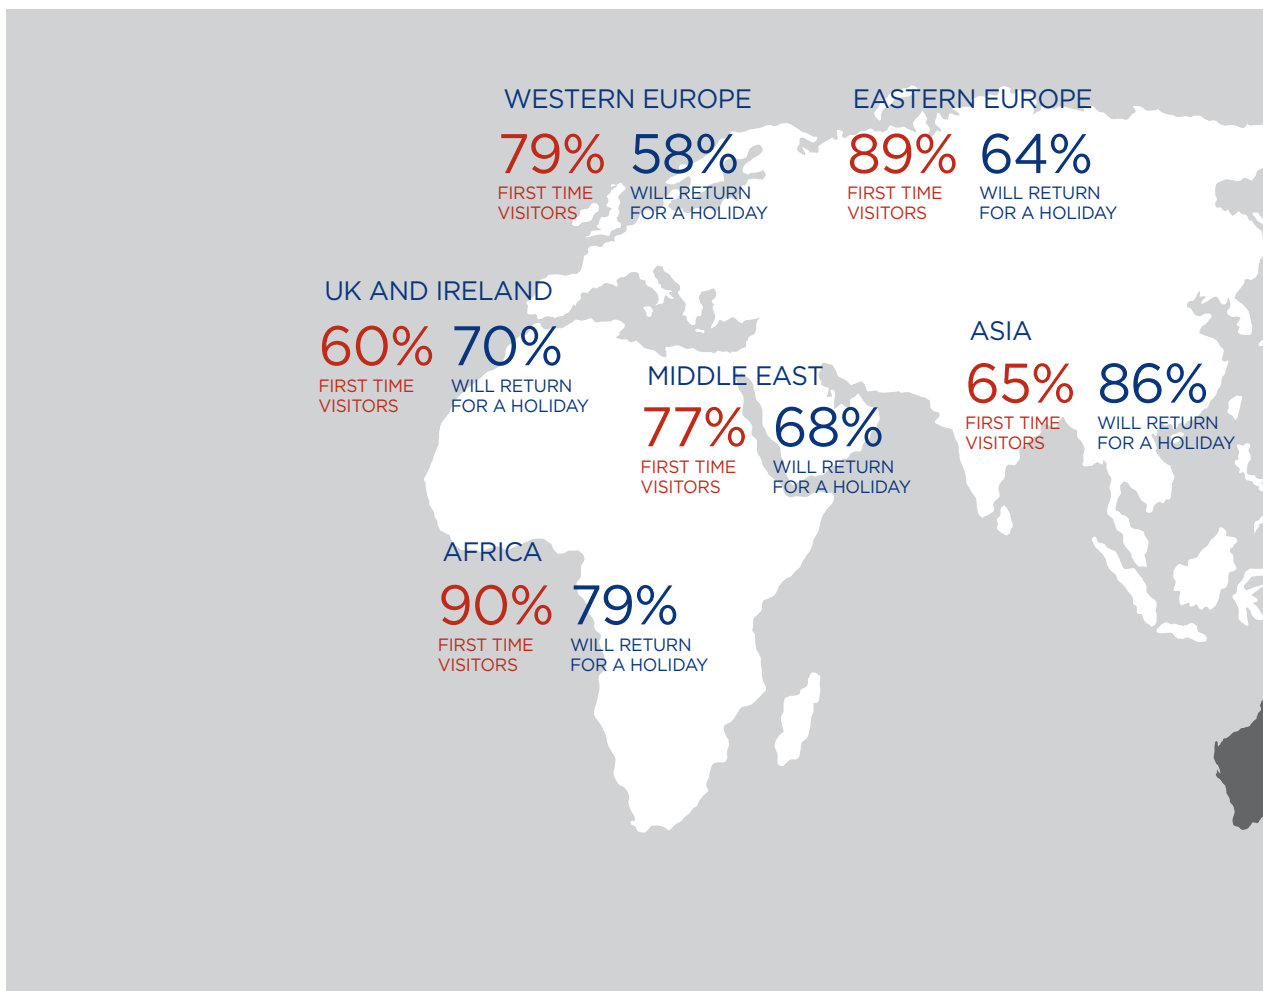 WESTERN EUROPE
79% 58%
FIRST TIME VISITORS
WILL RETURN FOR A HOLIDAY
EASTERN EUROPE
89% 64%
FIRST TIME VISITORS
WILL RETURN FOR A HOLIDAY
UK AND IRELAND
60% 70%
FIRST TIME VISITORS
WILL RETURN FOR A HOLIDAY
ASIA
65% 86%
FIRST TIME VISITORS
WILL RETURN FOR A HOLIDAY
MIDDLE EAST
77% 68%
FIRST TIME VISITORS
WILL RETURN FOR A HOLIDAY
AFRICA
90% 79%
FIRST TIME VISITORS
WILL RETURN FOR A HOLIDAY